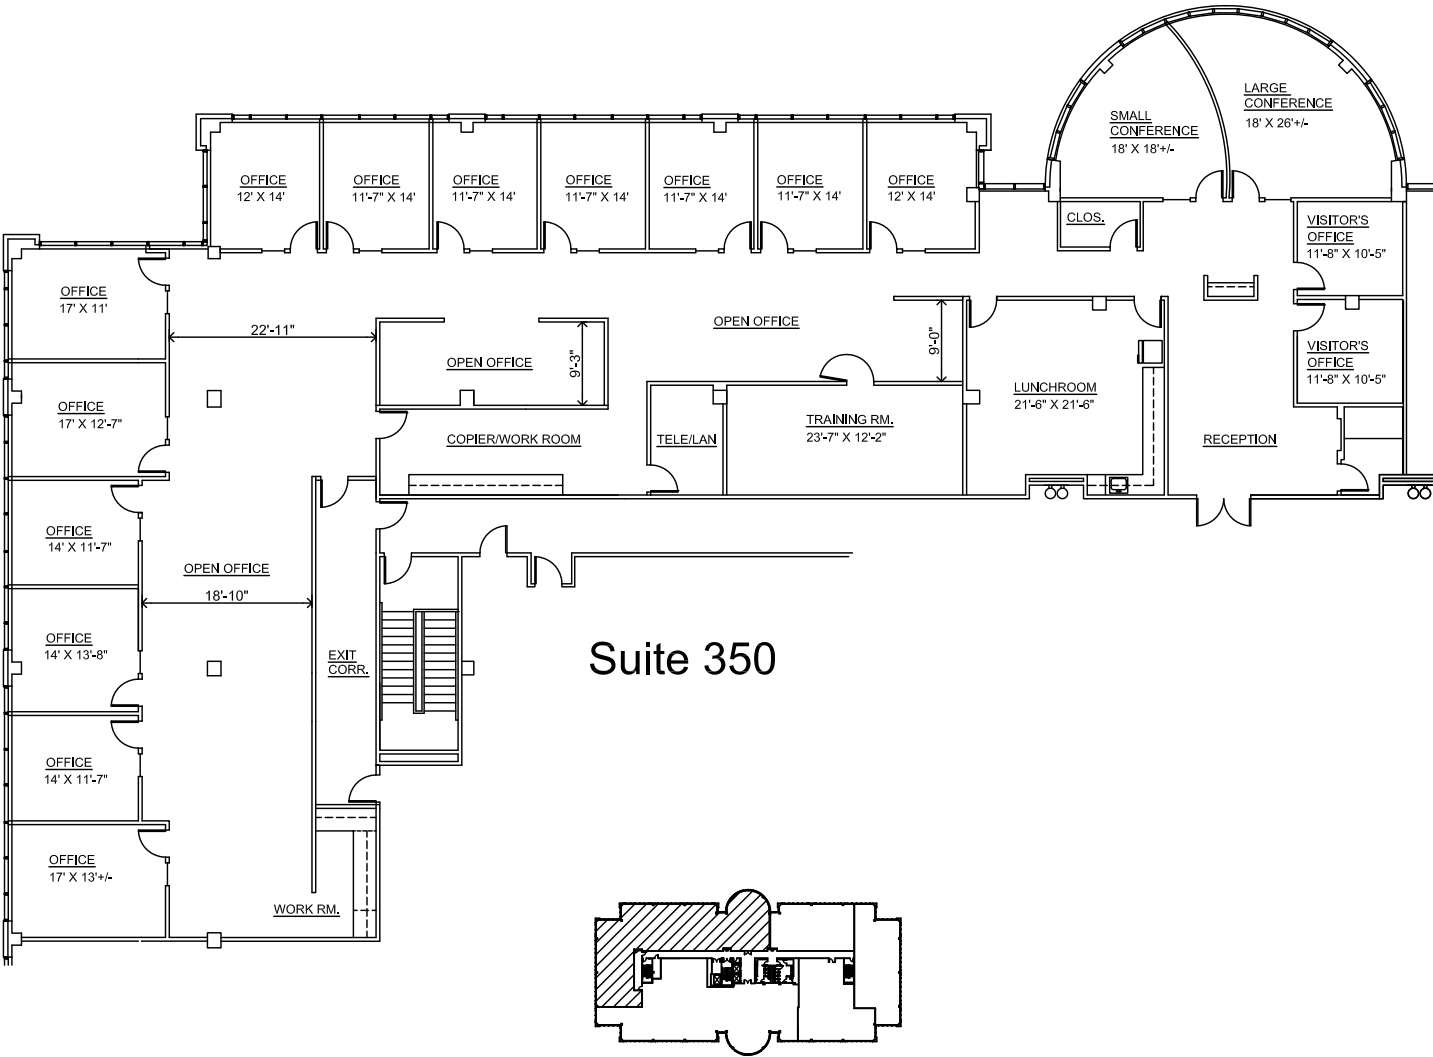 LARGE
CONFERENCE
18' X 26'+/-
SMALL
CONFERENCE
18' X 18'+/-
OFFICE
12' X 14'
OFFICE
11'-7" X 14'
OFFICE
11'-7" X 14'
OFFICE
11'-7" X 14'
OFFICE
11'-7" X 14'
OFFICE
11'-7" X 14'
OFFICE
12' X 14'
CLOS.
VISITOR'S
OFFICE
11'-8" X 10'-5"
OFFICE
17' X 11'
22'-11"
OPEN OFFICE
9'-3"
OPEN OFFICE
9'-0"
VISITOR'S
OFFICE
11'-8" X 10'-5"
LUNCHROOM
21'-6" X 21'-6"
OFFICE
17' X 12'-7"
COPIER/WORK ROOM
TELE/LAN
TRAINING RM.
23'-7" X 12'-2"
RECEPTION
OFFICE
14' X 11'-7"
OPEN OFFICE
18'-10"
OFFICE
14' X 13'-8"
EXIT
CORR.
Suite 350
OFFICE
14' X 11'-7"
OFFICE
17' X 13'+/-
WORK RM.